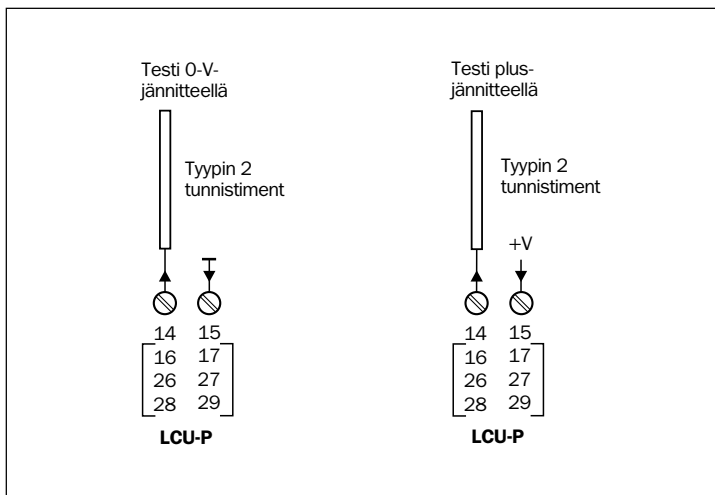 Testi 0-V-
jännitteellä
Tyypin 2
tunnistiment
14 15
16 17
26 27
28 29
LCU-P
Testi plus-
jännitteellä
Tyypin 2
tunnistiment
+V
14 15
16 17
26 27
28 29
LCU-P